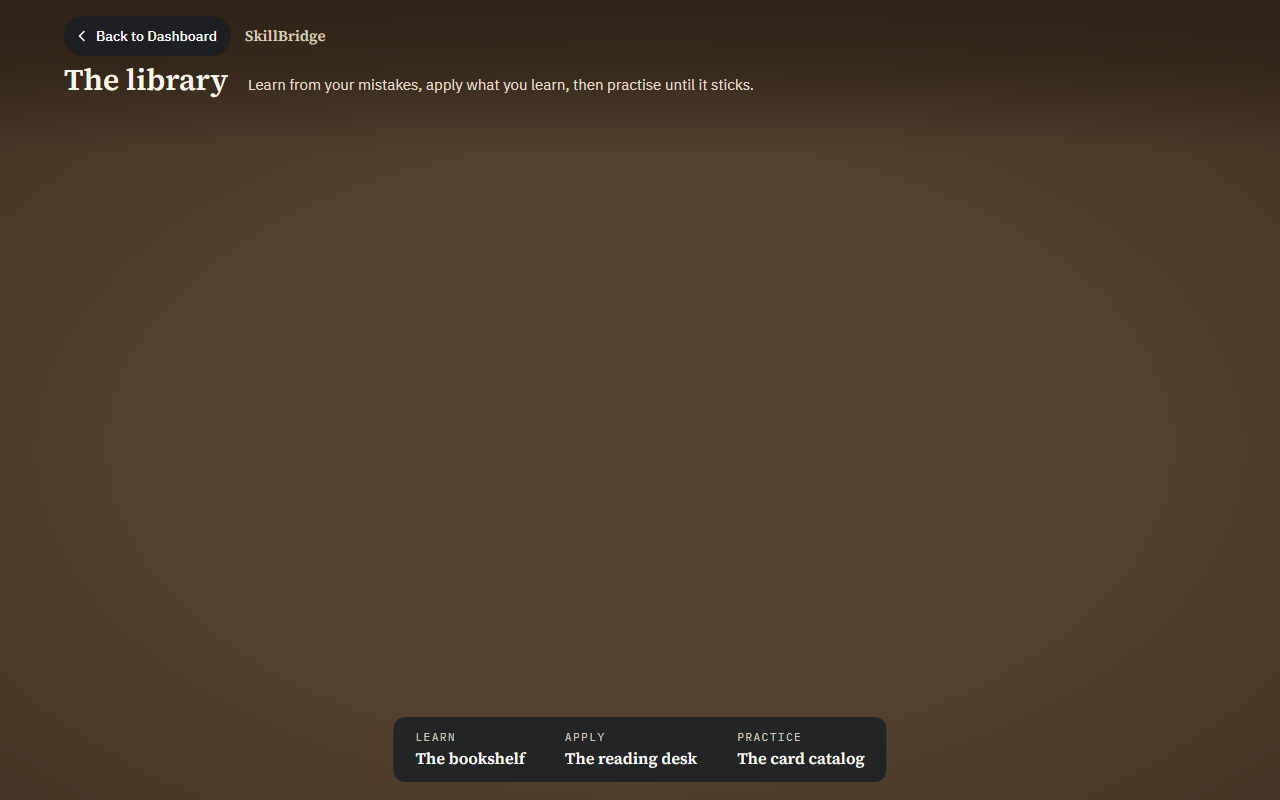 Back to Dashboard
SkillBridge
The library
Learn from your mistakes, apply what you learn, then practise until it sticks.
LEARN
The bookshelf
APPLY
The reading desk
PRACTICE
The card catalog